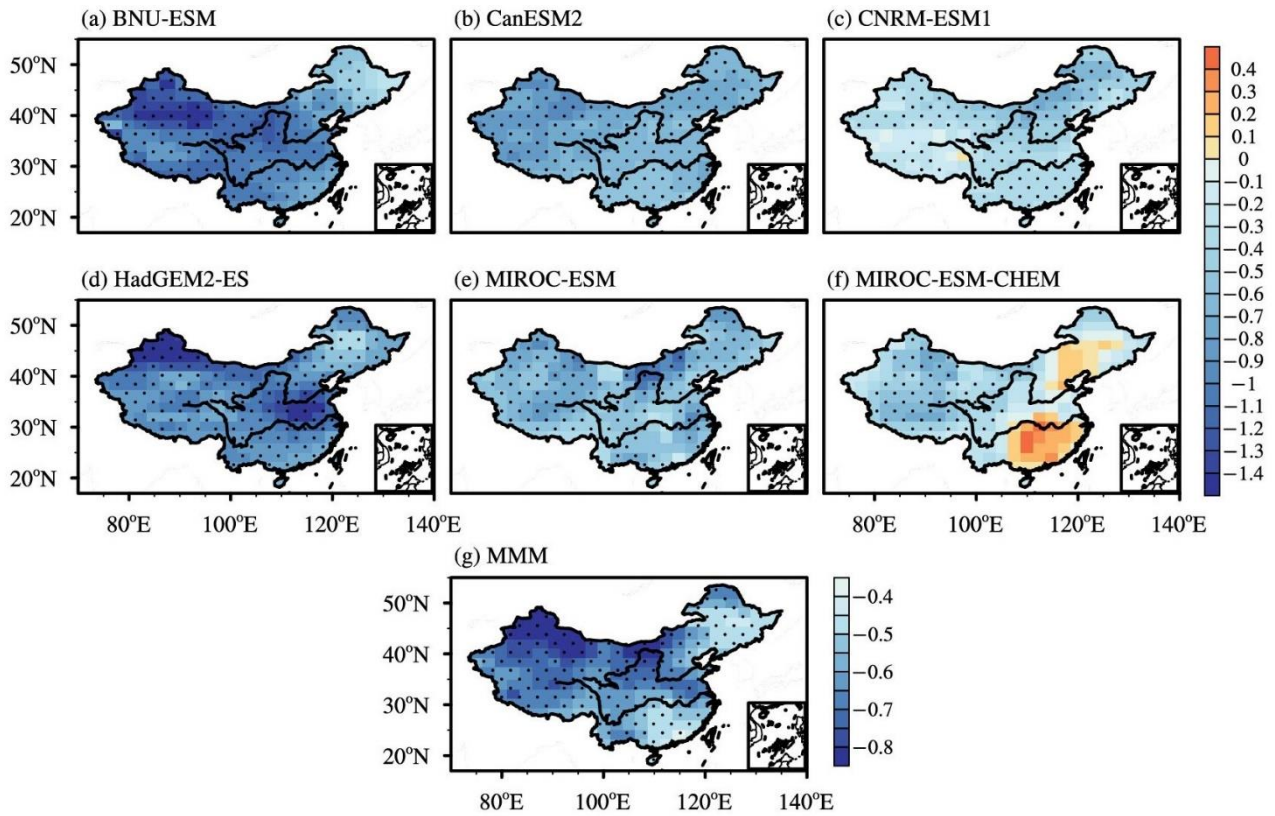 (a) BNU-ESM
(b) CanESM2
(c) CNRM-ESM1
50°N
40°N
30°N
20°N
0.4
0.3
0.2
0.1
0
−0.1
−0.2
−0.3
−0.4
−0.5
−0.6
−0.7
−0.8
−0.9
−1
−1.1
−1.2
−1.3
−1.4
(d) HadGEM2-ES
(e) MIROC-ESM
(f) MIROC-ESM-CHEM
50°N
40°N
30°N
20°N
80°E 100°E 120°E 140°E
80°E 100°E 120°E 140°E
(g) MMM
50°N
40°N
30°N
20°N
80°E 100°E 120°E 140°E
−0.4
−0.5
−0.6
−0.7
−0.8